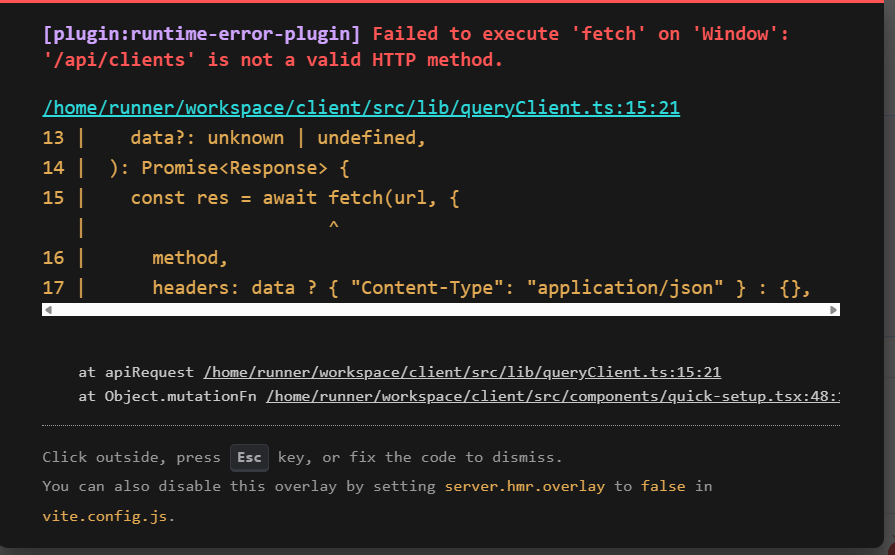 [plugin:runtime-error-plugin] Failed to execute 'fetch' on 'Window':
'/api/clients' is not a valid HTTP method.
/home/runner/workspace/client/src/lib/queryClient.ts:15:21
13 |    data?: unknown | undefined,
14 |  ): Promise<Response> {
15 |    const res = await fetch(url, {
   |                      ^
16 |      method,
17 |      headers: data ? { "Content-Type": "application/json" } : {},
at apiRequest /home/runner/workspace/client/src/lib/queryClient.ts:15:21
at Object.mutationFn /home/runner/workspace/client/src/components/quick-setup.tsx:48:
Click outside, press Esc key, or fix the code to dismiss.
You can also disable this overlay by setting server.hmr.overlay to false in
vite.config.js.